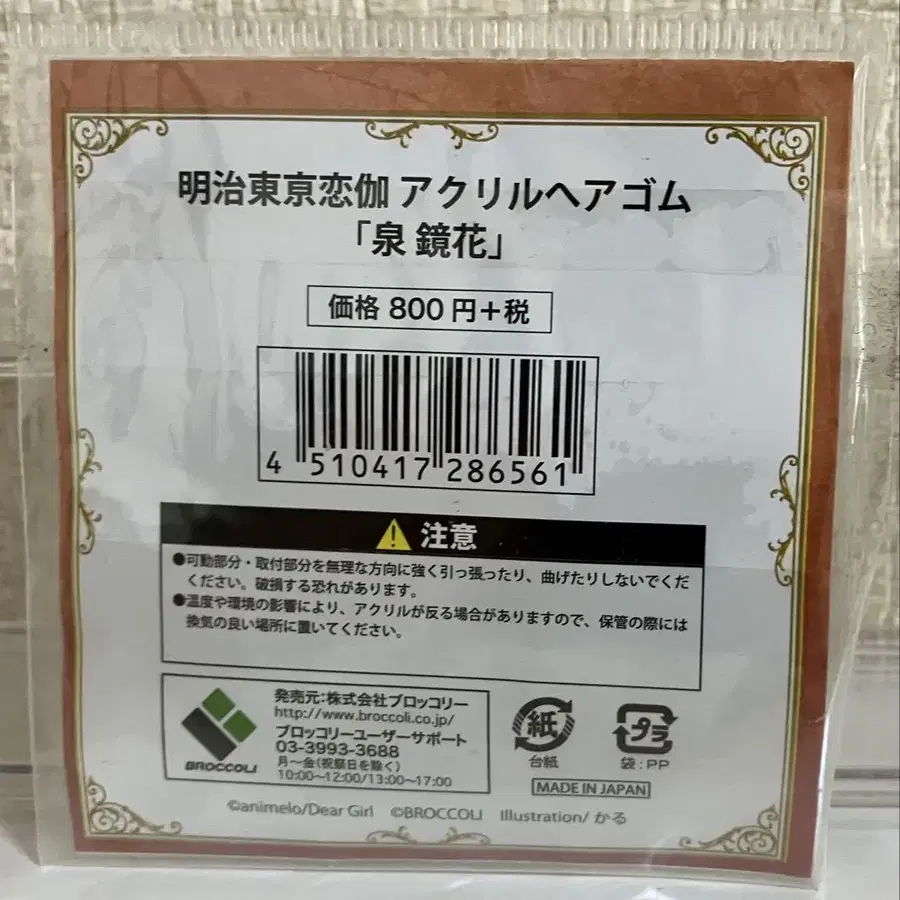 明治東亰恋伽 アクリルヘアゴム
「泉 鏡花」
価格 800 円+税
4 510417 286561
注意
●可動部分・取付部分を無理な方向に強く引っ張ったり、曲げたりしないでくだ
ください。破損する恐れがあります。
●温度や環境の影響により、アクリルが反る場合がありますので、保管の際には
換気の良い場所に置いてください。
BROCCOLI
発売元:株式会社ブロッコリー
http://www.broccoli.co.jp/
ブロッコリーユーザーサポート
03-3993-3688
月〜金(祝祭日を除く)
10:00〜12:00/13:00〜17:00
紙
台紙
プラ
袋:PP
MADE IN JAPAN
©animelo/Dear Girl ©BROCCOLI Illustration/ かる